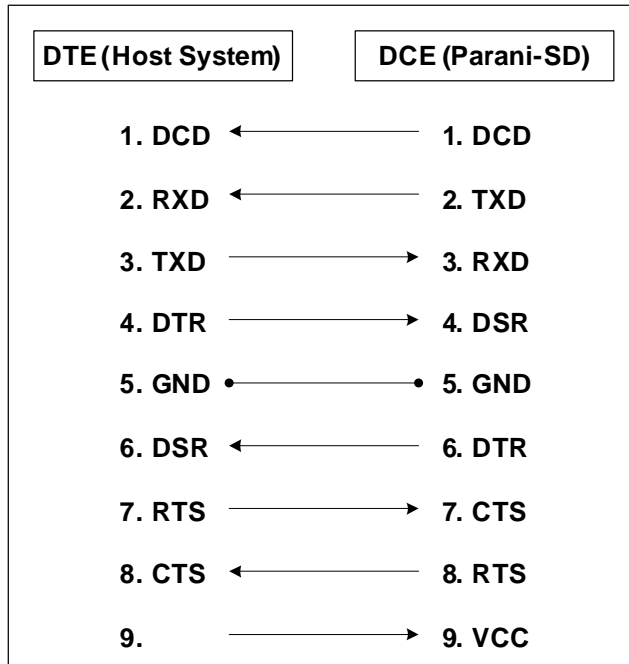 DTE (Host System) DCE (Parani-SD)
1. DCD 1. DCD
2. RXD 2. TXD
3. TXD 3. RXD
4. DTR 4. DSR
5. GND 5. GND
6. DSR 6. DTR
7. RTS 7. CTS
8. CTS 8. RTS
9. 9. VCC